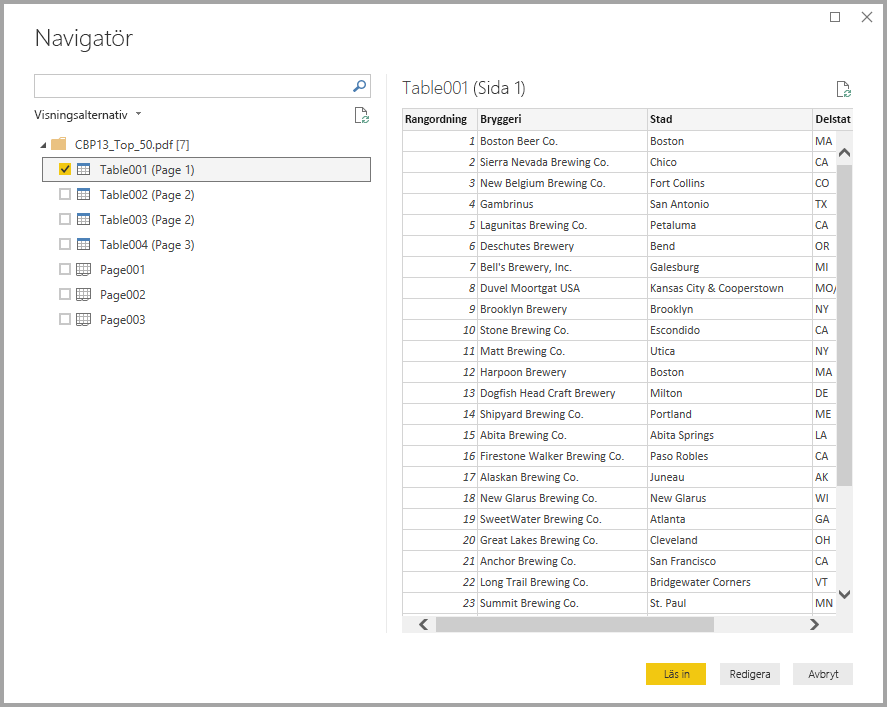 Navigatör
Visningsalternativ
CBP13_Top_50.pdf [7]
Table001 (Page 1)
Table002 (Page 2)
Table003 (Page 2)
Table004 (Page 3)
Page001
Page002
Page003
Table001 (Sida 1)
Rangordning Bryggeri Stad Delstat
1 Boston Beer Co. Boston MA
2 Sierra Nevada Brewing Co. Chico CA
3 New Belgium Brewing Co. Fort Collins CO
4 Gambrinus San Antonio TX
5 Lagunitas Brewing Co. Petaluma CA
6 Deschutes Brewery Bend OR
7 Bell's Brewery, Inc. Galesburg MI
8 Duvel Moortgat USA Kansas City & Cooperstown MO/
9 Brooklyn Brewery Brooklyn NY
10 Stone Brewing Co. Escondido CA
11 Matt Brewing Co. Utica NY
12 Harpoon Brewery Boston MA
13 Dogfish Head Craft Brewery Milton DE
14 Shipyard Brewing Co. Portland ME
15 Abita Brewing Co. Abita Springs LA
16 Firestone Walker Brewing Co. Paso Robles CA
17 Alaskan Brewing Co. Juneau AK
18 New Glarus Brewing Co. New Glarus WI
19 SweetWater Brewing Co. Atlanta GA
20 Great Lakes Brewing Co. Cleveland OH
21 Anchor Brewing Co. San Francisco CA
22 Long Trail Brewing Co. Bridgewater Corners VT
23 Summit Brewing Co. St. Paul MN
Läs in Redigera Avbryt